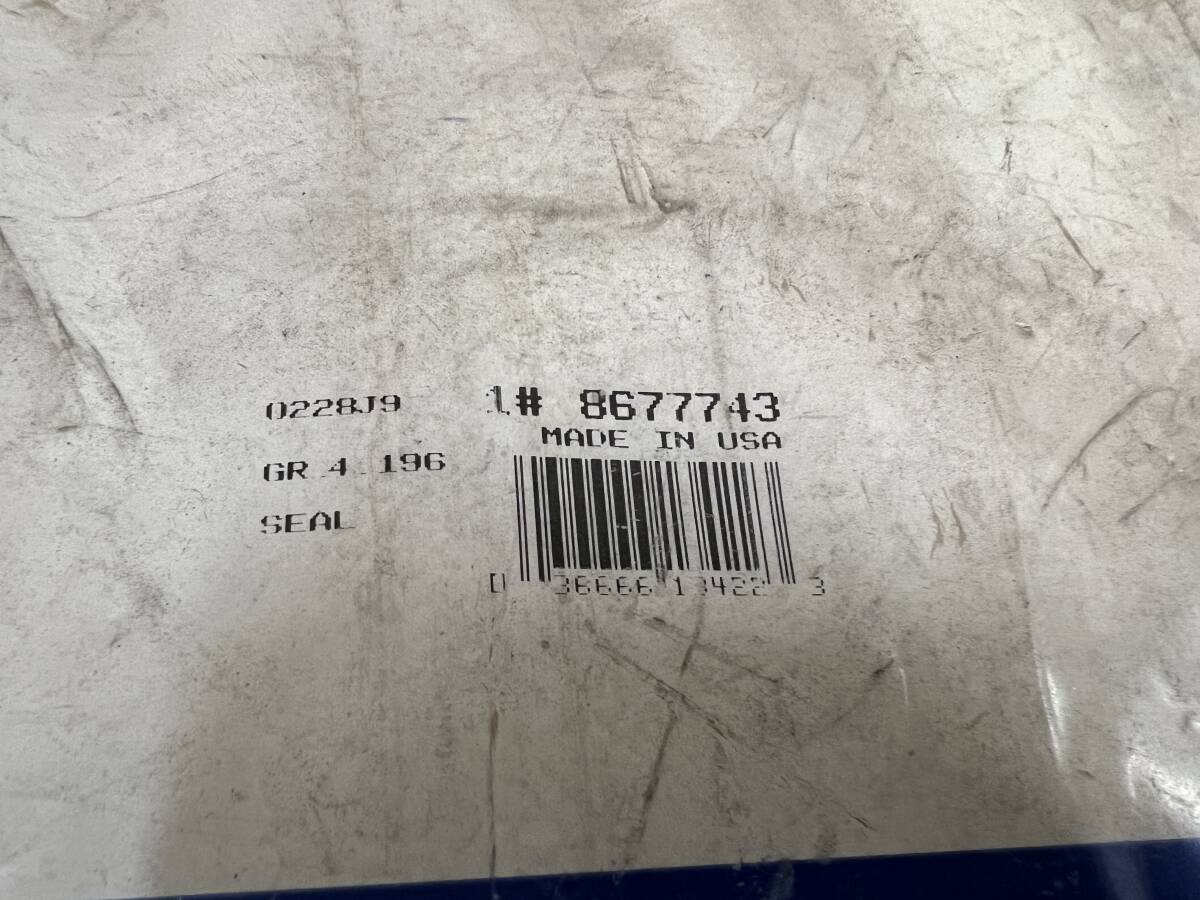 0228J9
1# 8677743
MADE IN USA
GR 4.196
SEAL
0 36666 13422 3